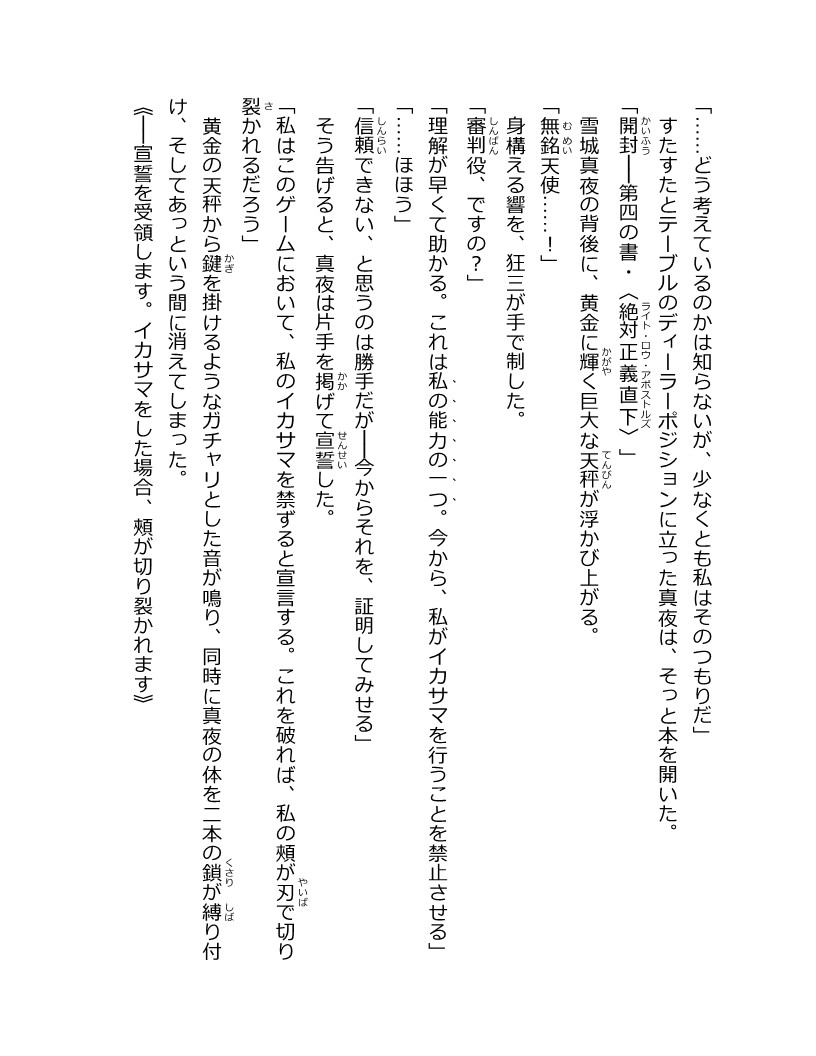 「……どう考えているのかは知らないが、少なくとも私はそのつもりだ」
すたすたとテーブルのディーラーポジションに立った真夜は、そっと本を開いた。
「開封━━第四の書・〈絶対正義直下〉」
雪城真夜の背後に、黄金に輝く巨大な天秤が浮かび上がる。
「無銘天使……！」
身構える響を、狂三が手で制した。
「審判役、ですの？」
「理解が早くて助かる。これは私の能力の一つ。今から、私がイカサマを行うことを禁止させる」
「……ほほう」
「信頼できない、と思うのは勝手だが━━今からそれを、証明してみせる」
そう告げると、真夜は片手を掲げて宣誓した。
「私はこのゲームにおいて、私のイカサマを禁ずると宣言する。これを破れば、私の頰が刃で切り
裂かれるだろう」
黄金の天秤から鍵を掛けるようなガチャリとした音が鳴り、同時に真夜の体を二本の鎖が縛り付
け、そしてあっという間に消えてしまった。
《━━宣誓を受領します。イカサマをした場合、頰が切り裂かれます》